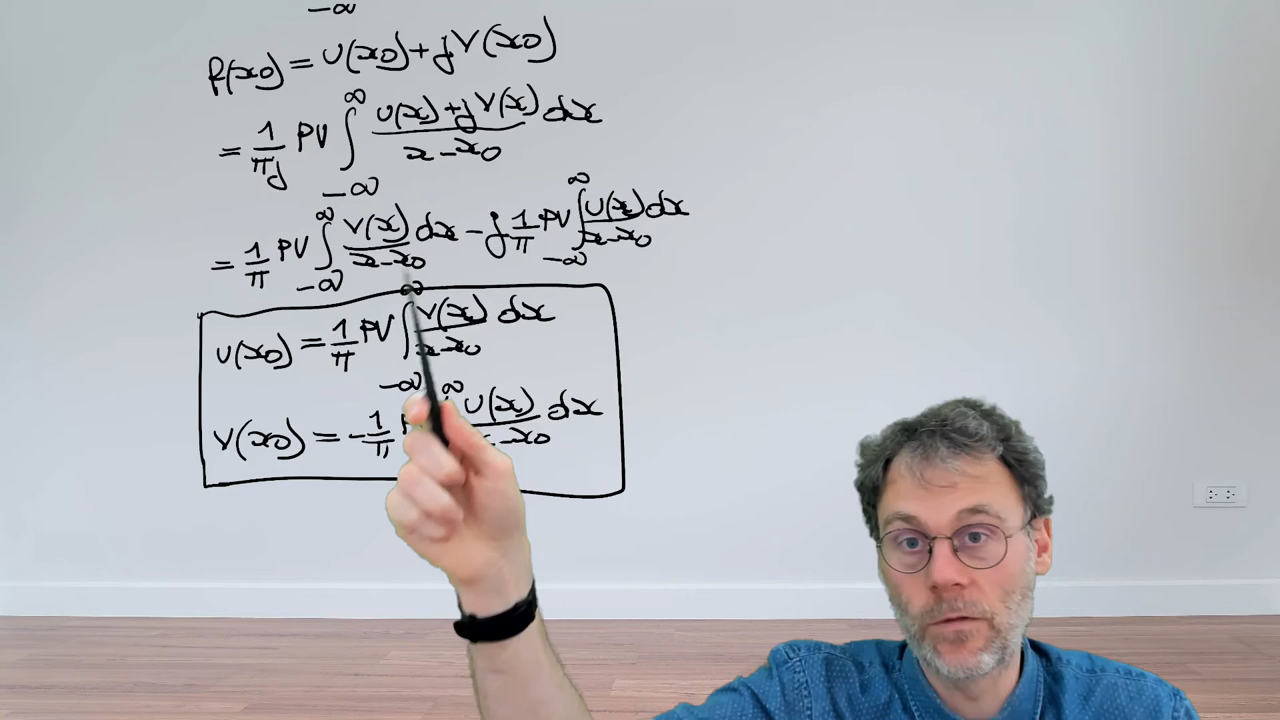 -∞
f(x0) = U(x0) + jV(x0)
= 1/πj PV ∫_{-∞}^{∞} (U(x) + jV(x))/(x - x0) dx
= 1/π PV ∫_{-∞}^{∞} V(x)/(x - x0) dx - j 1/π PV ∫_{-∞}^{∞} U(x)/(x - x0) dx
U(x0) = 1/π PV ∫_{-∞}^{∞} V(x)/(x - x0) dx
V(x0) = -1/π ∞ U(x)/(x - x0) dx